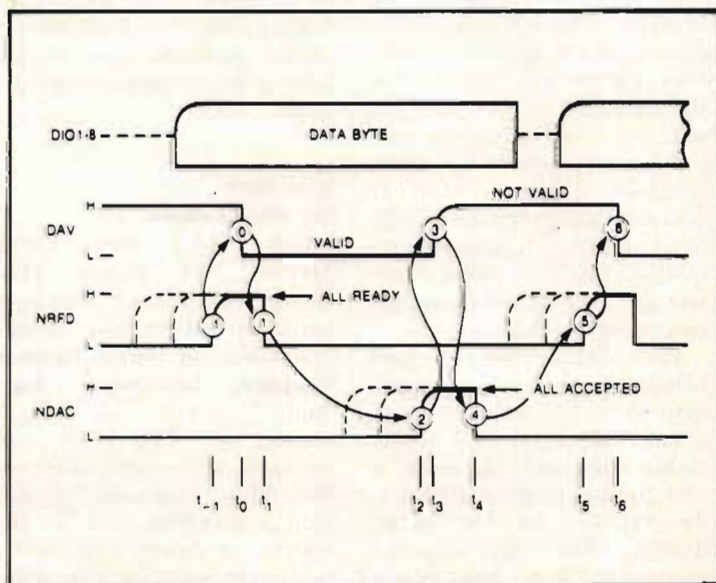 DIO1-8
DATA BYTE
NOT VALID
H
DAV
0
3
6
VALID
L
H
ALL READY
NRFD
-1
1
5
L
H
ALL ACCEPTED
NDAC
2
4
L
t-1 t0 t1 t2 t3 t4 t5 t6